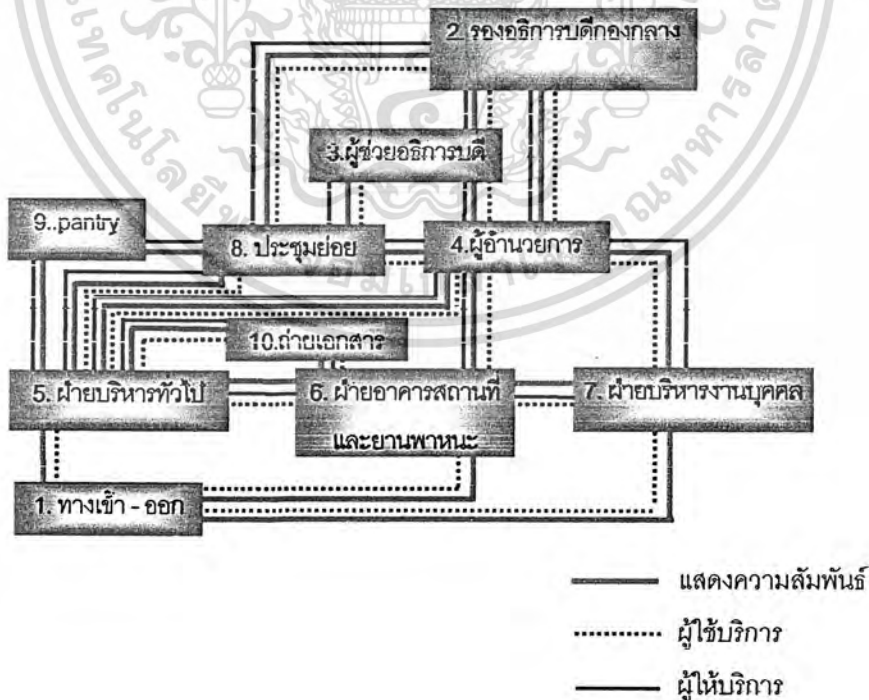 2. รองอธิการบดีกองกลาง
3.ผู้ช่วยอธิการบดี
9..pantry
8. ประชุมย่อย
4.ผู้อำนวยการ
10.ถ่ายเอกสาร
5. ฝ่ายบริหารทั่วไป
6. ฝ่ายอาคารสถานที่
และยานพาหนะ
7. ฝ่ายบริหารงานบุคคล
1. ทางเข้า - ออก
แสดงความสัมพันธ์
ผู้ใช้บริการ
ผู้ให้บริการ